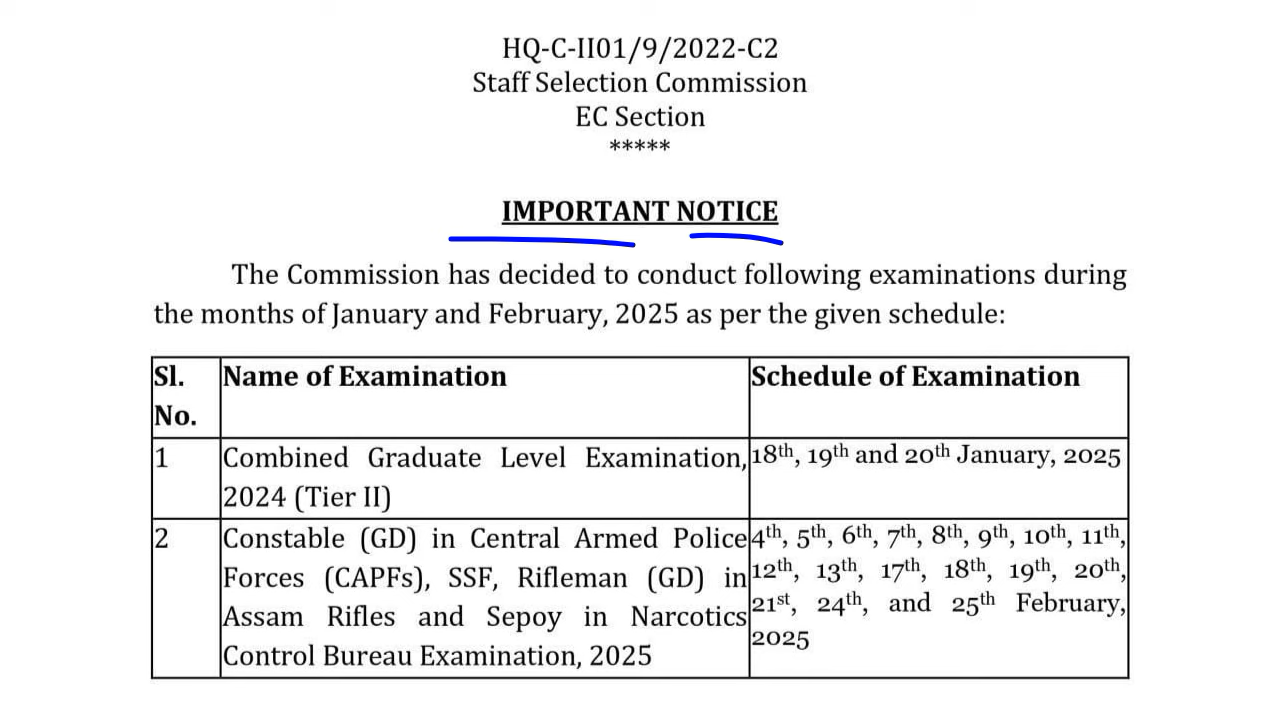 HQ-C-II01/9/2022-C2
Staff Selection Commission
EC Section
*****
IMPORTANT NOTICE
The Commission has decided to conduct following examinations during
the months of January and February, 2025 as per the given schedule:
Sl. No. Name of Examination Schedule of Examination
1 Combined Graduate Level Examination, 18th, 19th and 20th January, 2025
2024 (Tier II)
2 Constable (GD) in Central Armed Police 4th, 5th, 6th, 7th, 8th, 9th, 10th, 11th,
Forces (CAPFs), SSF, Rifleman (GD) in 12th, 13th, 17th, 18th, 19th, 20th,
Assam Rifles and Sepoy in Narcotics 21st, 24th, and 25th February,
Control Bureau Examination, 2025 2025